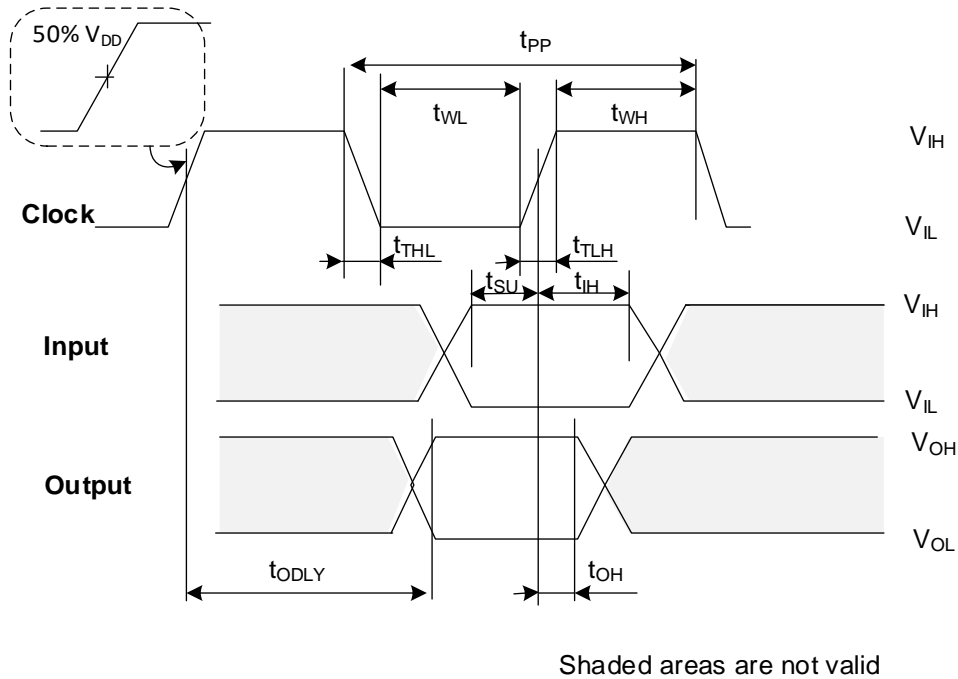 50% VDD
tPP
tWL
tWH
VIH
Clock
VIL
tTHL
tTLH
tSU
tIH
VIH
Input
VIL
VOH
Output
VOL
tODLY
tOH
Shaded areas are not valid